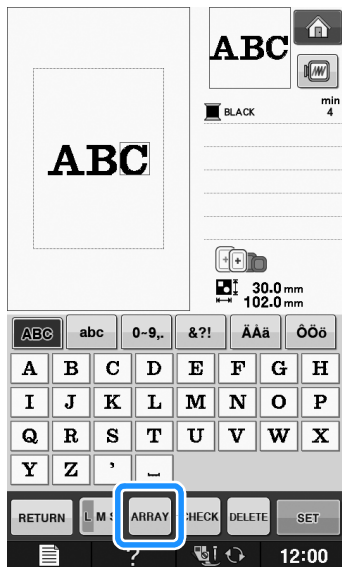 ABC
ABC
min
BLACK 4
30.0 mm
102.0 mm
ABC abc 0~9,. &?! ÄÅä ÔÖö
A B C D E F G H
I J K L M N O P
Q R S T U V W X
Y Z ' ⎵
RETURN L M S ARRAY CHECK DELETE SET
? 12:00